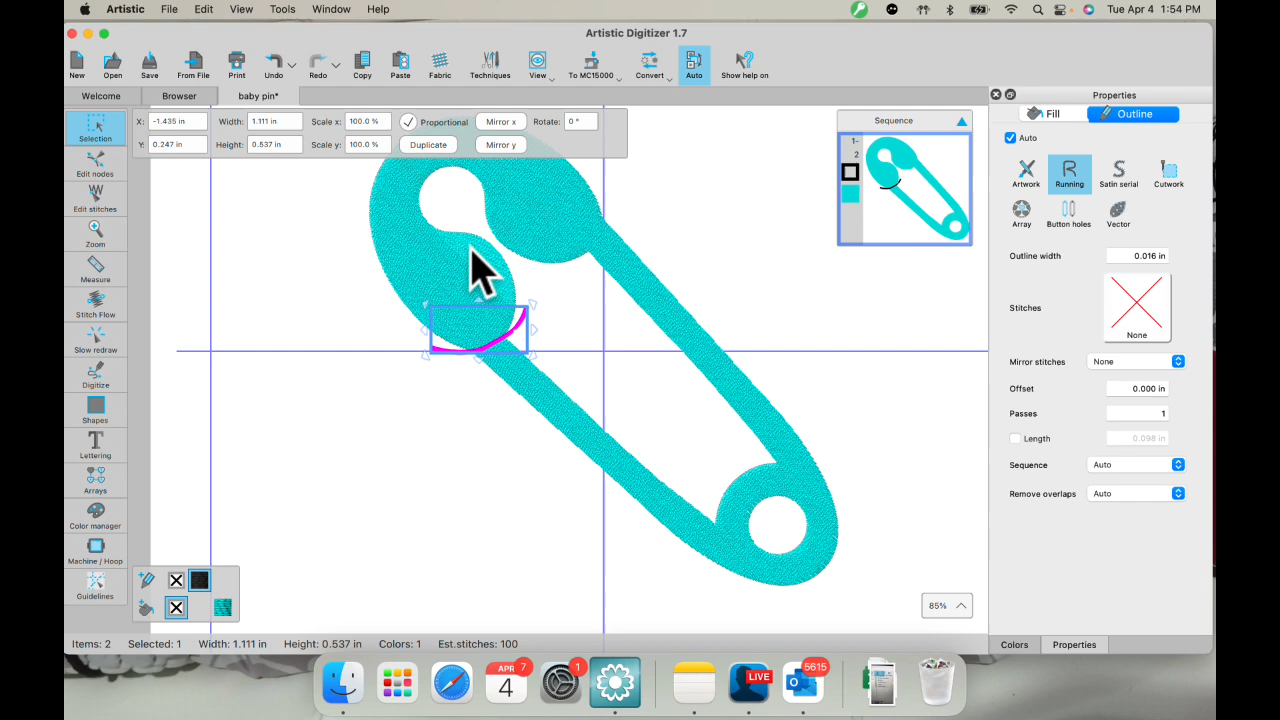 Artistic File Edit View Tools Window Help Tue Apr 4 1:54 PM
Artistic Digitizer 1.7
New Open Save From File Print Undo Redo Copy Paste Fabric Techniques View To MC15000 Convert Auto Show help on
Welcome Browser baby pin*
Properties
Fill Outline
Auto
Artwork Running Satin serial Cutwork
Array Button holes Vector
Outline width 0.016 in
Stitches
None
Mirror stitches None
Offset 0.000 in
Passes 1
Length 0.098 in
Sequence Auto
Remove overlaps Auto
X: -1.435 in Width: 1.111 in Scale x: 100.0 % Proportional Mirror x Rotate: 0 °
Y: 0.247 in Height: 0.537 in Scale y: 100.0 % Duplicate Mirror y
Sequence
1-
2
Selection
Edit nodes
Edit stitches
Zoom
Measure
Stitch Flow
Slow redraw
Digitize
Shapes
Lettering
Arrays
Color manager
Machine / Hoop
Guidelines
85%
Items: 2 Selected: 1 Width: 1.111 in Height: 0.537 in Colors: 1 Est.stitches: 100
Colors Properties
APR 7
4
1
LIVE
5615